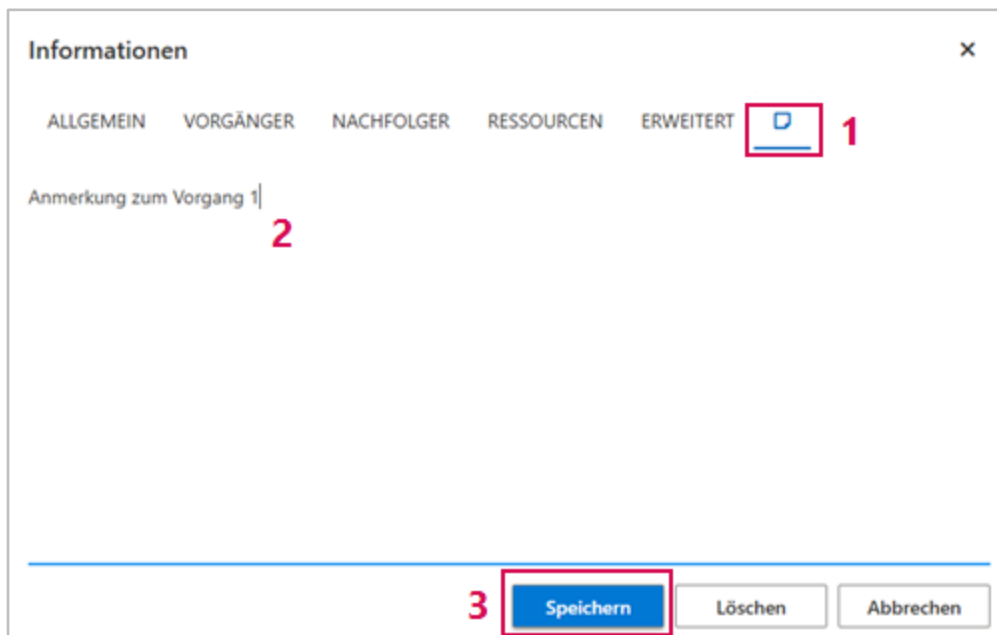 Informationen
ALLGEMEIN VORGÄNGER NACHFOLGER RESSOURCEN ERWEITERT 1
Anmerkung zum Vorgang 1
2
3 Speichern Löschen Abbrechen